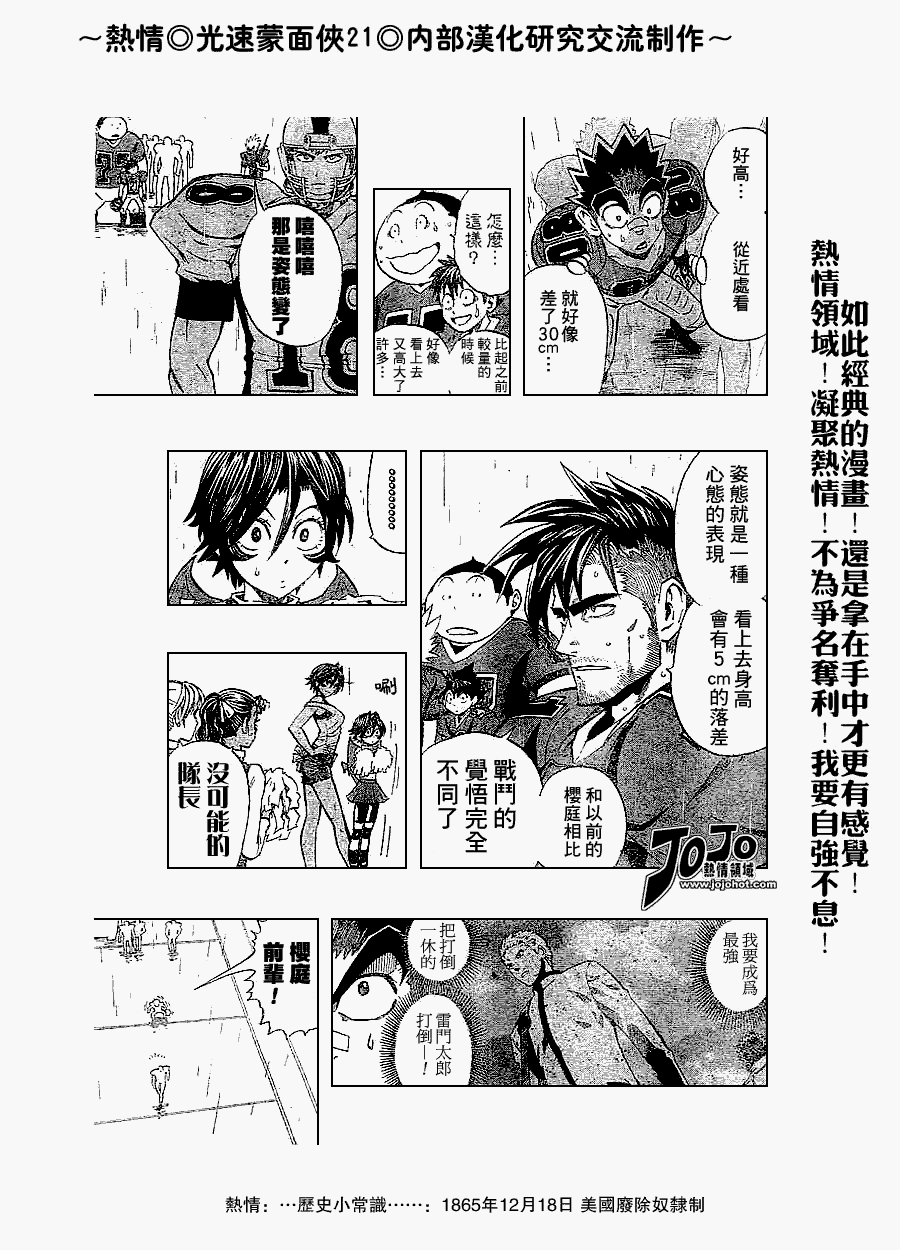 ～熱情◎光速蒙面俠21◎内部漢化研究交流制作～
好高…
從近處看
就好像
差了30cm…
怎麼…
這樣？
比起之前
較量的
時候
好像
看上去
又高大了
許多…
嘻嘻嘻
那是姿態變了
姿態就是一種
心態的表現
看上去身高
會有5cm的落差
和以前的
櫻庭相比
戰鬥的
覺悟完全
不同了
。。。。。。。。。
唰
沒可能的
隊長
我要成爲
最強
把打倒
一休的
雷門太郎
打倒—！
櫻庭
前輩！
18
JOJO
熱情領域
www.jojohot.com
如此經典的漫畫！還是拿在手中才更有感覺！
熱情領域！凝聚熱情！不為爭名奪利！我要自強不息！
熱情：…歷史小常識……：1865年12月18日 美國廢除奴隸制